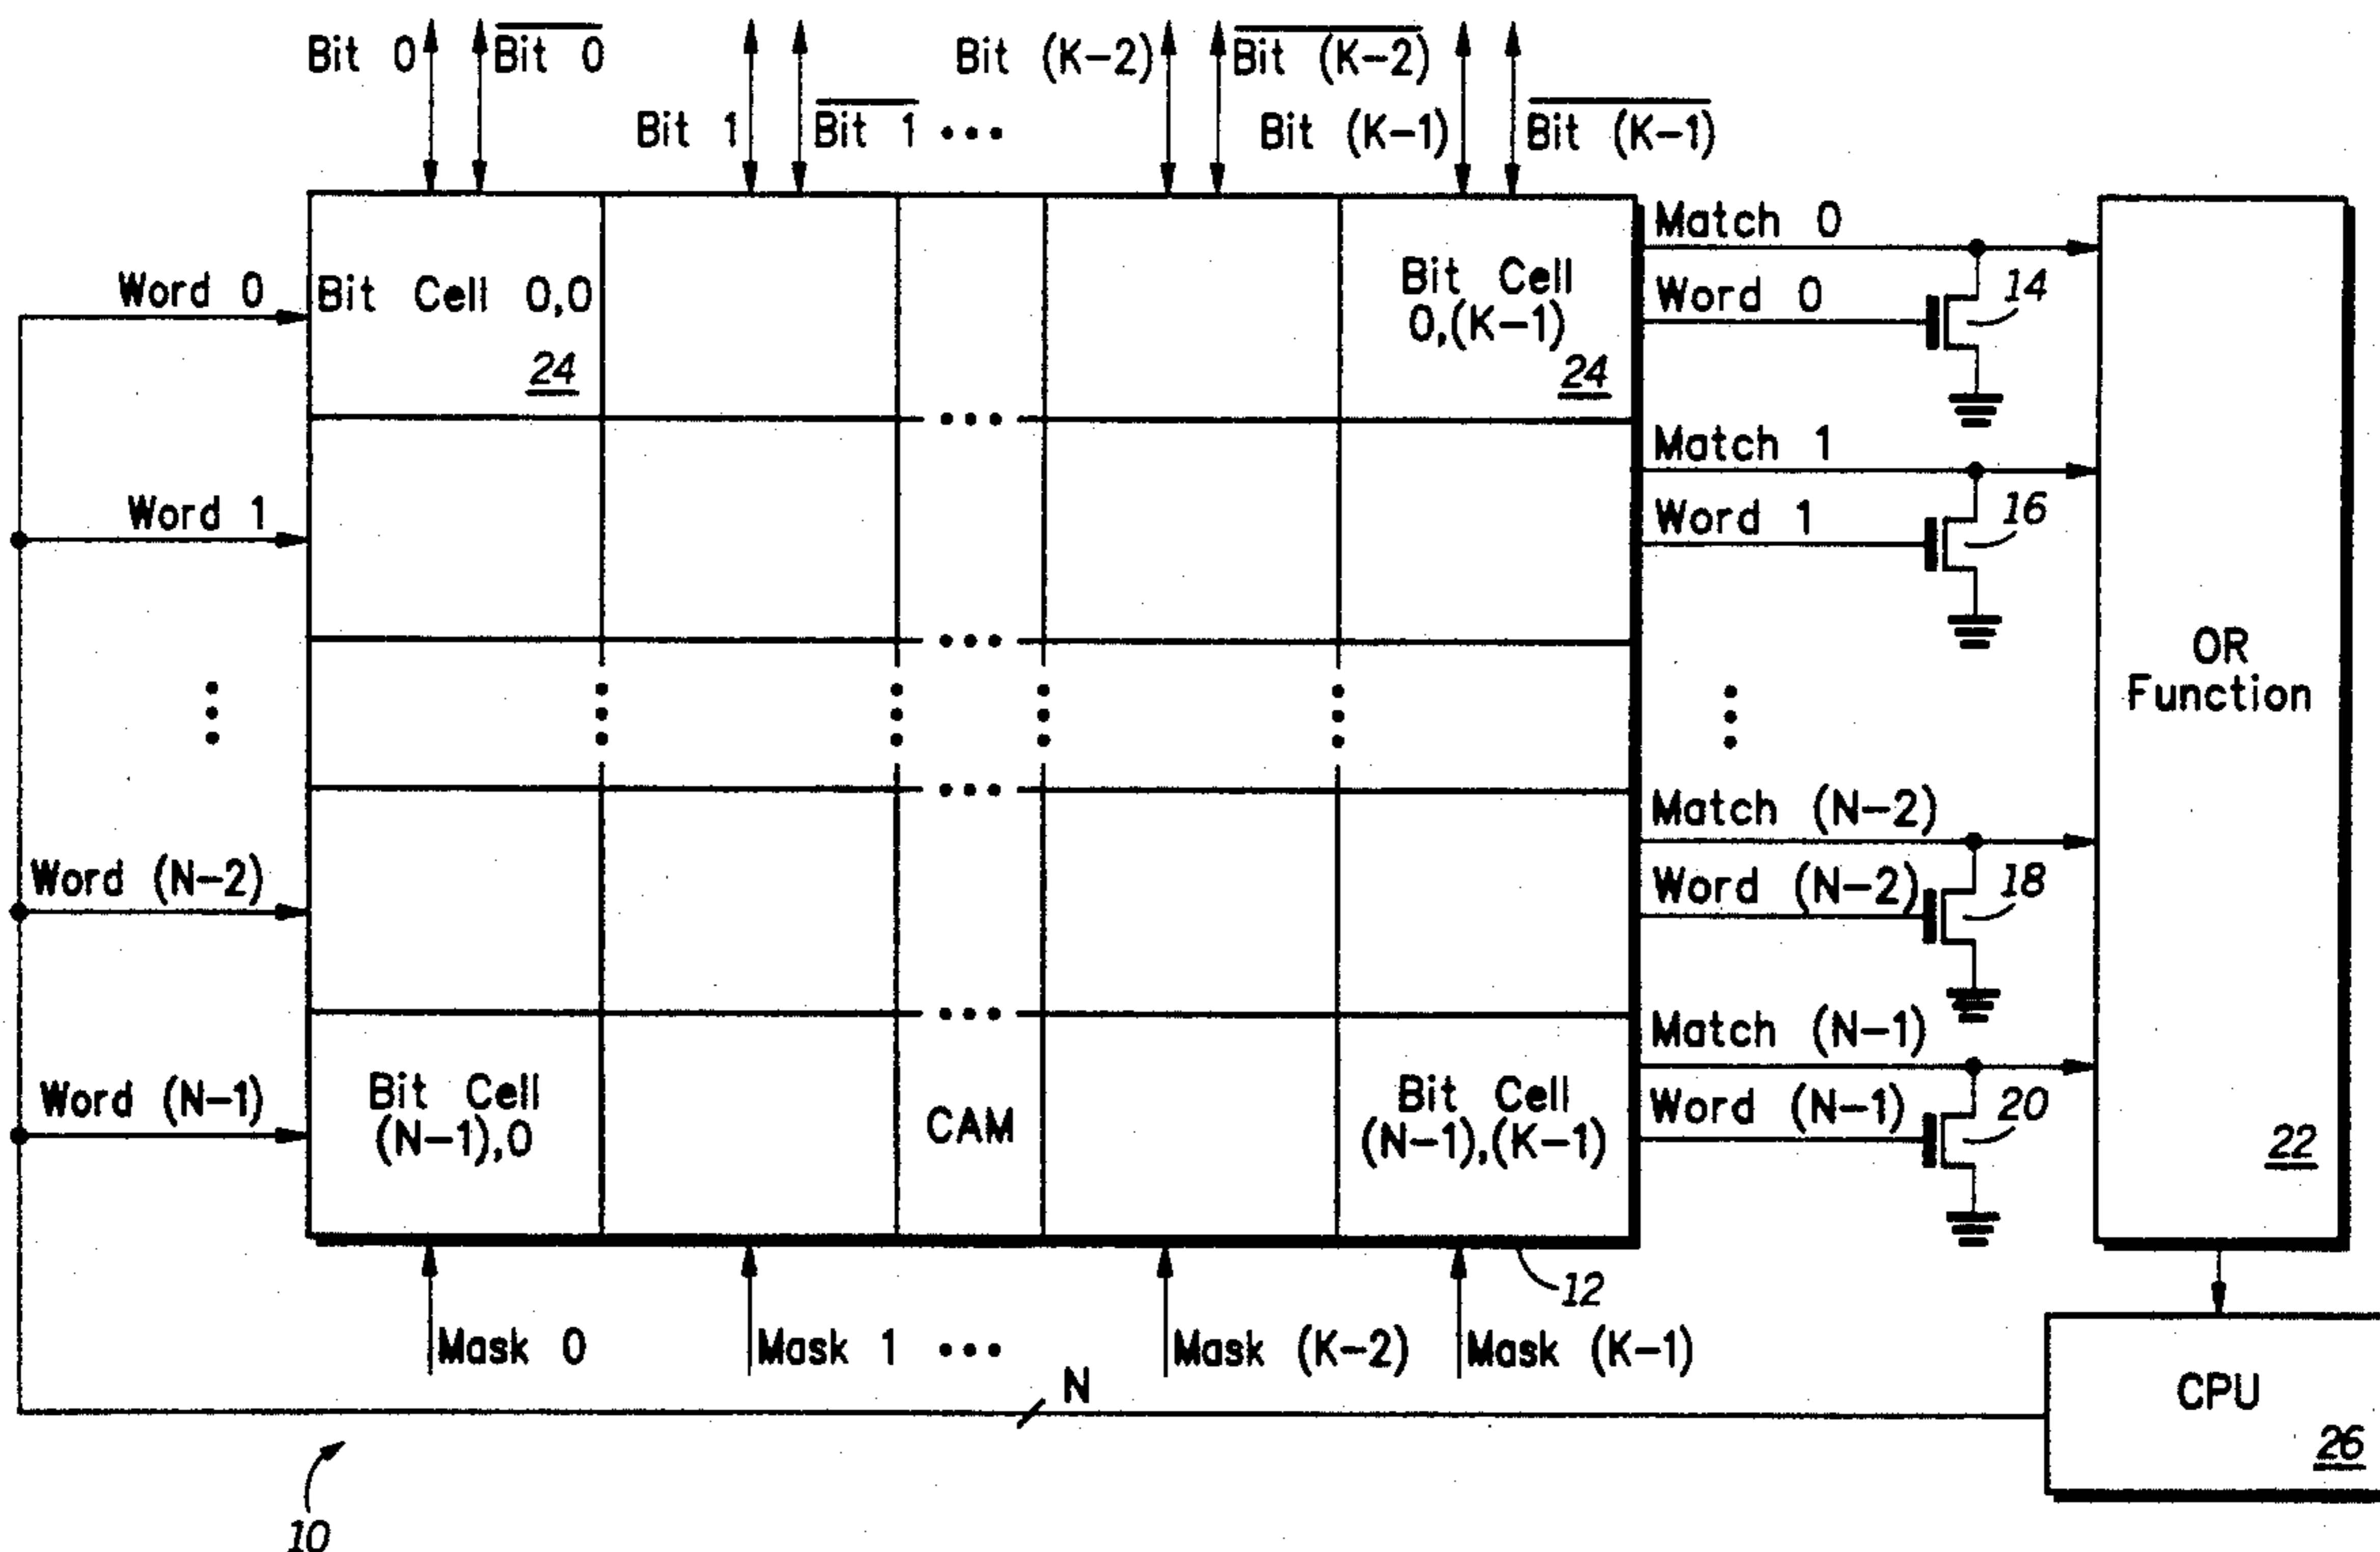 Bit 0 Bit 0 Bit (K-2) Bit (K-2)
Bit 1 Bit 1 ••• Bit (K-1) Bit (K-1)
Word 0
Bit Cell 0,0
24
Bit Cell
0,(K-1)
24
Match 0
Word 0
14
Word 1
Match 1
Word 1
16
OR
Function
Word (N-2)
Match (N-2)
Word (N-2)
18
Word (N-1)
Bit Cell
(N-1),0
CAM
Bit Cell
(N-1),(K-1)
Match (N-1)
Word (N-1)
20
22
12
Mask 0 Mask 1 ••• Mask (K-2) Mask (K-1)
N
CPU
26
10